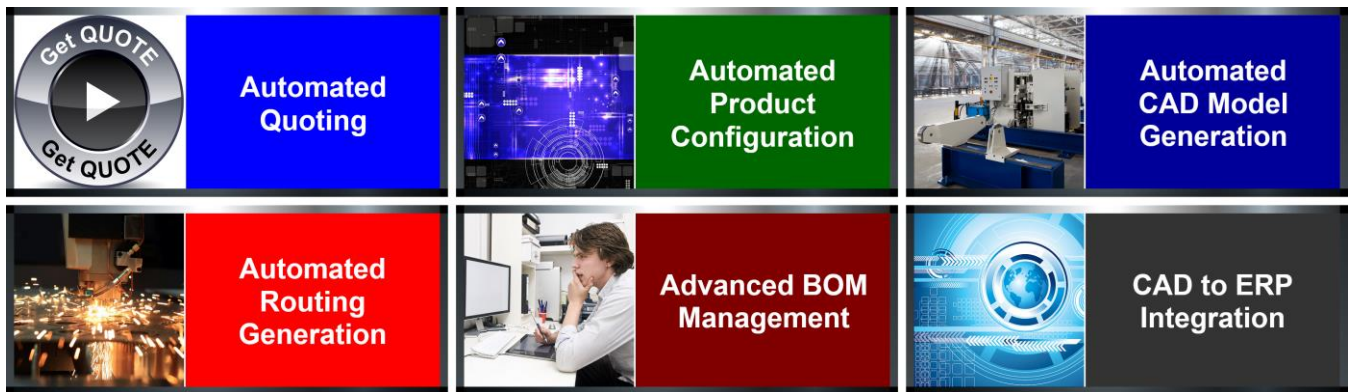 Get QUOTE
Get QUOTE
Automated
Quoting
Automated
Product
Configuration
Automated
CAD Model
Generation
Automated
Routing
Generation
Advanced BOM
Management
CAD to ERP
Integration